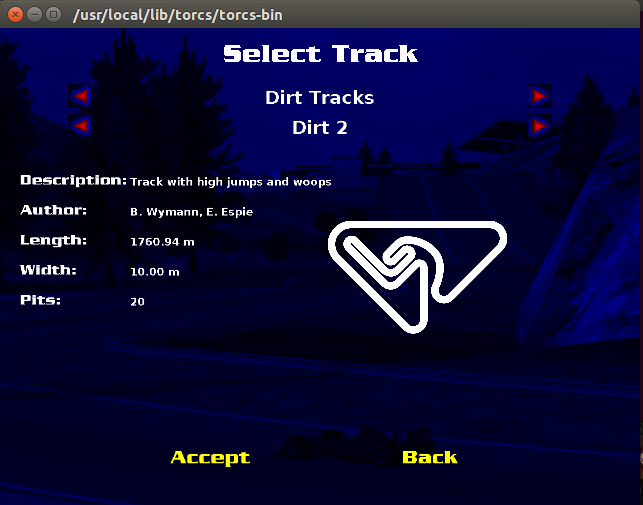 /usr/local/lib/torcs/torcs-bin
Select Track
Dirt Tracks
Dirt 2
Description: Track with high jumps and woops
Author: B. Wymann, E. Espie
Length: 1760.94 m
Width: 10.00 m
Pits: 20
Accept Back